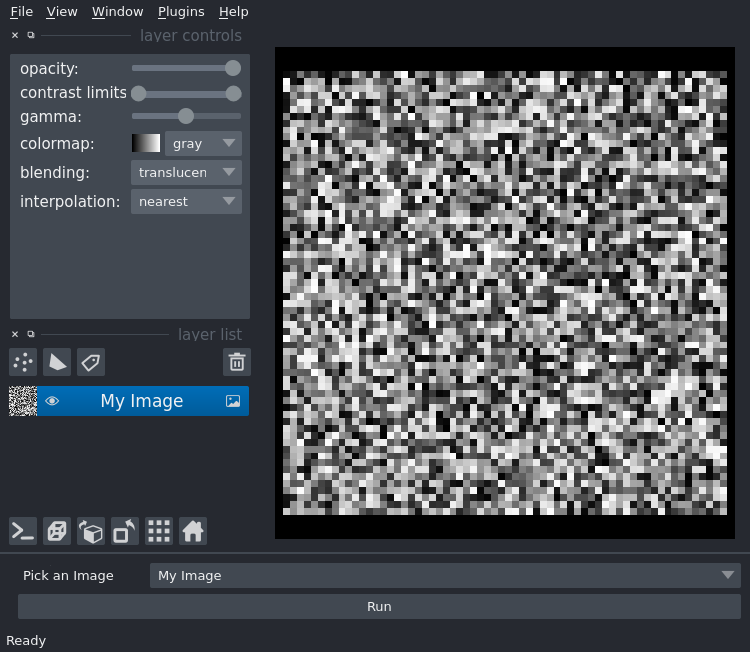 File View Window Plugins Help
layer controls
opacity:
contrast limits
gamma:
colormap: gray
blending: translucen
interpolation: nearest
layer list
My Image
Pick an Image My Image
Run
Ready